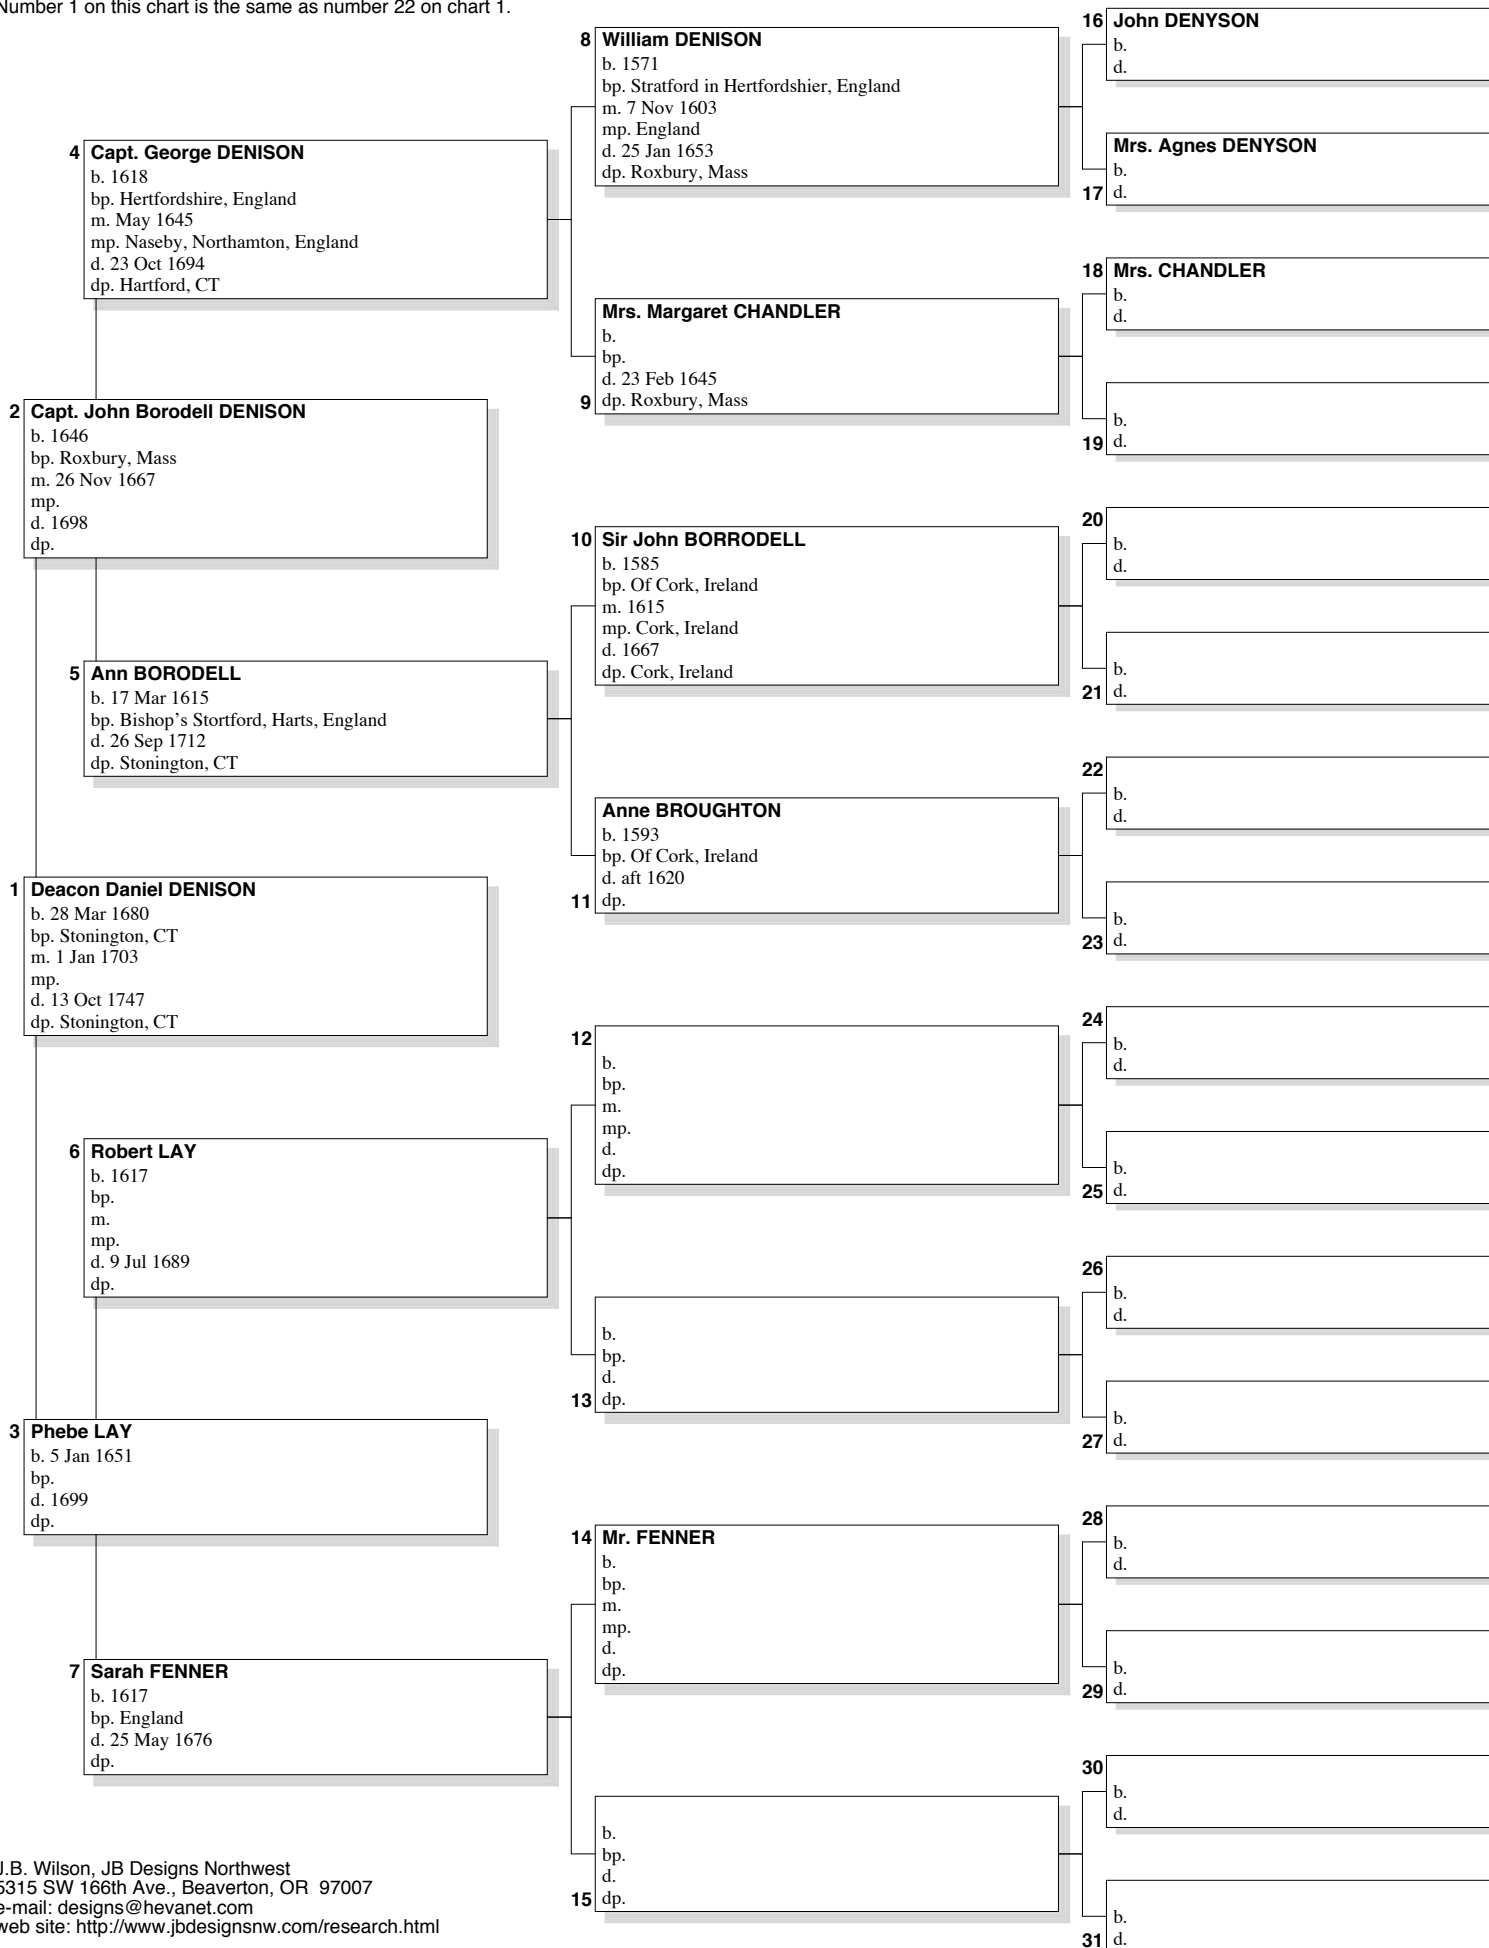 Number 1 on this chart is the same as number 22 on chart 1.
16 John DENYSON
b.
d.
8 William DENISON
b. 1571
bp. Stratford in Hertfordshier, England
m. 7 Nov 1603
mp. England
d. 25 Jan 1653
dp. Roxbury, Mass
Mrs. Agnes DENYSON
b.
17 d.
4 Capt. George DENISON
b. 1618
bp. Hertfordshire, England
m. May 1645
mp. Naseby, Northamton, England
d. 23 Oct 1694
dp. Hartford, CT
18 Mrs. CHANDLER
b.
d.
Mrs. Margaret CHANDLER
b.
bp.
d. 23 Feb 1645
9 dp. Roxbury, Mass
b.
19 d.
2 Capt. John Borodell DENISON
b. 1646
bp. Roxbury, Mass
m. 26 Nov 1667
mp.
d. 1698
dp.
20
b.
d.
10 Sir John BORRODELL
b. 1585
bp. Of Cork, Ireland
m. 1615
mp. Cork, Ireland
d. 1667
dp. Cork, Ireland
b.
21 d.
5 Ann BORODELL
b. 17 Mar 1615
bp. Bishop's Stortford, Harts, England
d. 26 Sep 1712
dp. Stonington, CT
22
b.
d.
Anne BROUGHTON
b. 1593
bp. Of Cork, Ireland
d. aft 1620
11 dp.
b.
23 d.
1 Deacon Daniel DENISON
b. 28 Mar 1680
bp. Stonington, CT
m. 1 Jan 1703
mp.
d. 13 Oct 1747
dp. Stonington, CT
24
b.
d.
12
b.
bp.
m.
mp.
d.
dp.
b.
25 d.
6 Robert LAY
b. 1617
bp.
m.
mp.
d. 9 Jul 1689
dp.
26
b.
d.
b.
bp.
d.
13 dp.
b.
27 d.
3 Phebe LAY
b. 5 Jan 1651
bp.
d. 1699
dp.
28
b.
d.
14 Mr. FENNER
b.
bp.
m.
mp.
d.
dp.
b.
29 d.
7 Sarah FENNER
b. 1617
bp. England
d. 25 May 1676
dp.
30
b.
d.
b.
bp.
d.
15 dp.
b.
31 d.
J.B. Wilson, JB Designs Northwest
5315 SW 166th Ave., Beaverton, OR 97007
e-mail: designs@hevanet.com
web site: http://www.jbdesignsnw.com/research.html